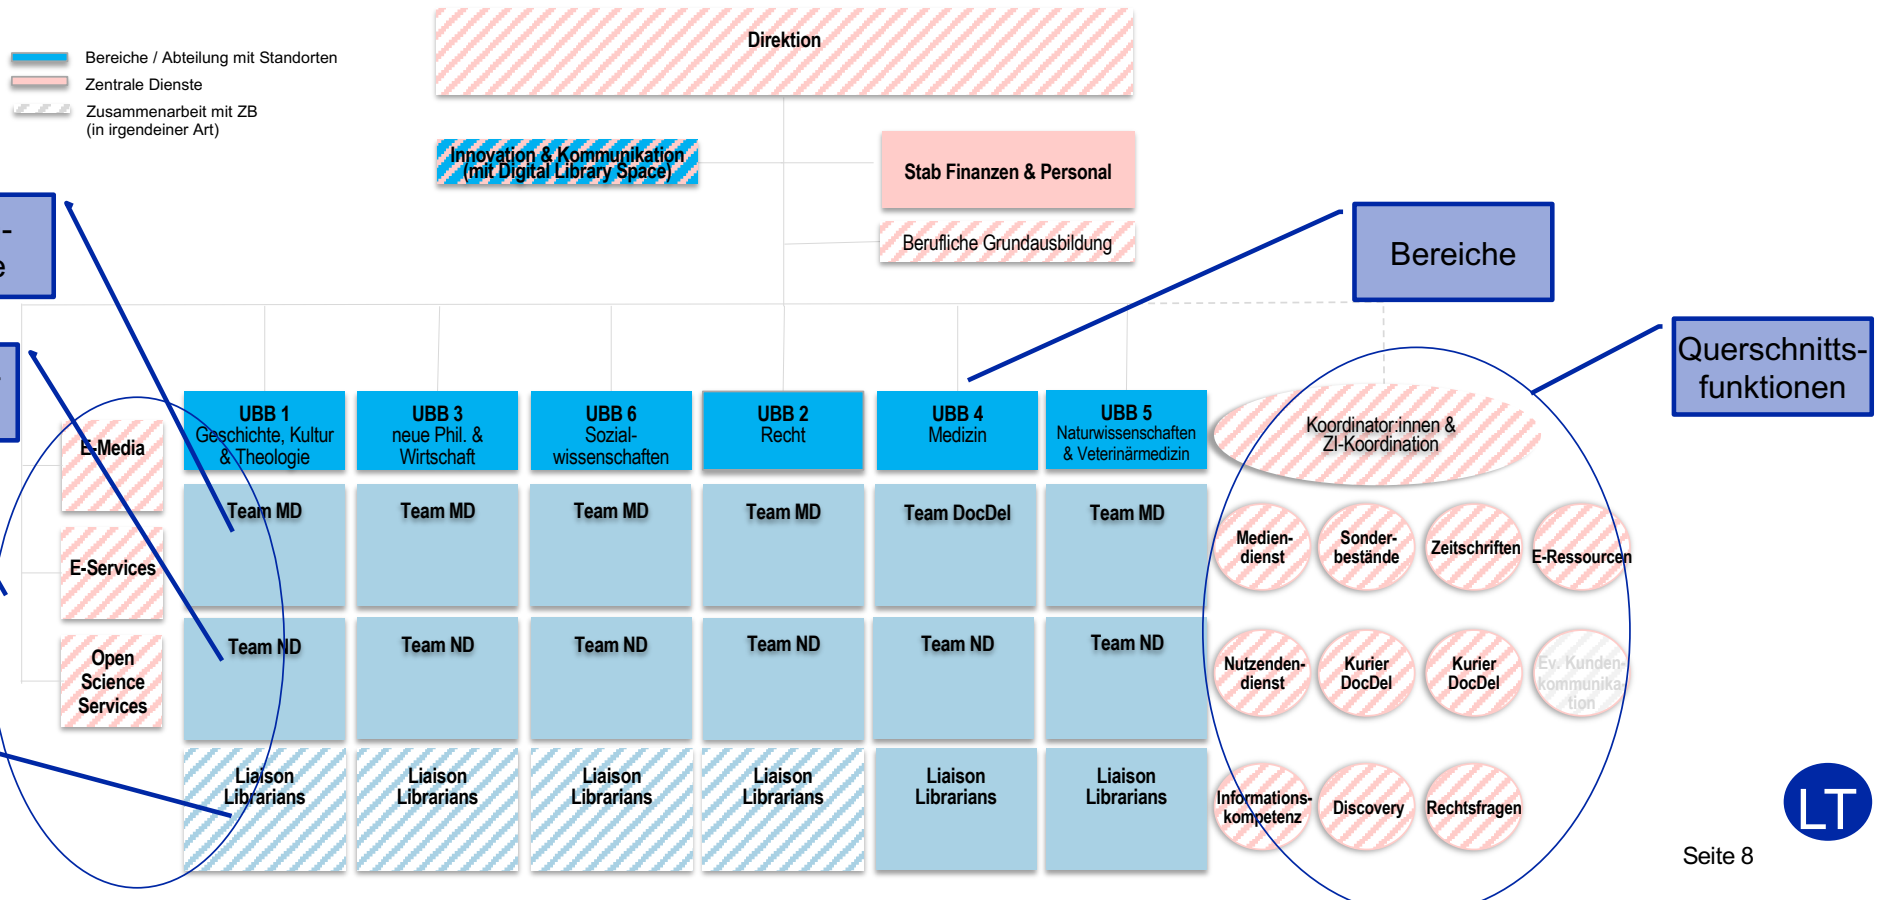 Direktion
Bereiche / Abteilung mit Standorten
Zentrale Dienste
Zusammenarbeit mit ZB
(in irgendeiner Art)
Innovation & Kommunikation
(mit Digital Library Space)
Stab Finanzen & Personal
Berufliche Grundausbildung
Bereiche
Querschnitts-
funktionen
E-Media
E-Services
Open
Science
Services
UBB 1
Geschichte, Kultur
& Theologie
UBB 3
neue Phil. &
Wirtschaft
UBB 6
Sozial-
wissenschaften
UBB 2
Recht
UBB 4
Medizin
UBB 5
Naturwissenschaften
& Veterinärmedizin
Koordinator:innen &
ZI-Koordination
Team MD
Team MD
Team MD
Team MD
Team DocDel
Team MD
Medien-
dienst
Sonder-
bestände
Zeitschriften
E-Ressourcen
Team ND
Team ND
Team ND
Team ND
Team ND
Team ND
Nutzenden-
dienst
Kurier
DocDel
Kurier
DocDel
Ev. Kunden-
kommunika-
tion
Liaison
Librarians
Liaison
Librarians
Liaison
Librarians
Liaison
Librarians
Liaison
Librarians
Liaison
Librarians
Informations-
kompetenz
Discovery
Rechtsfragen
LT
Seite 8